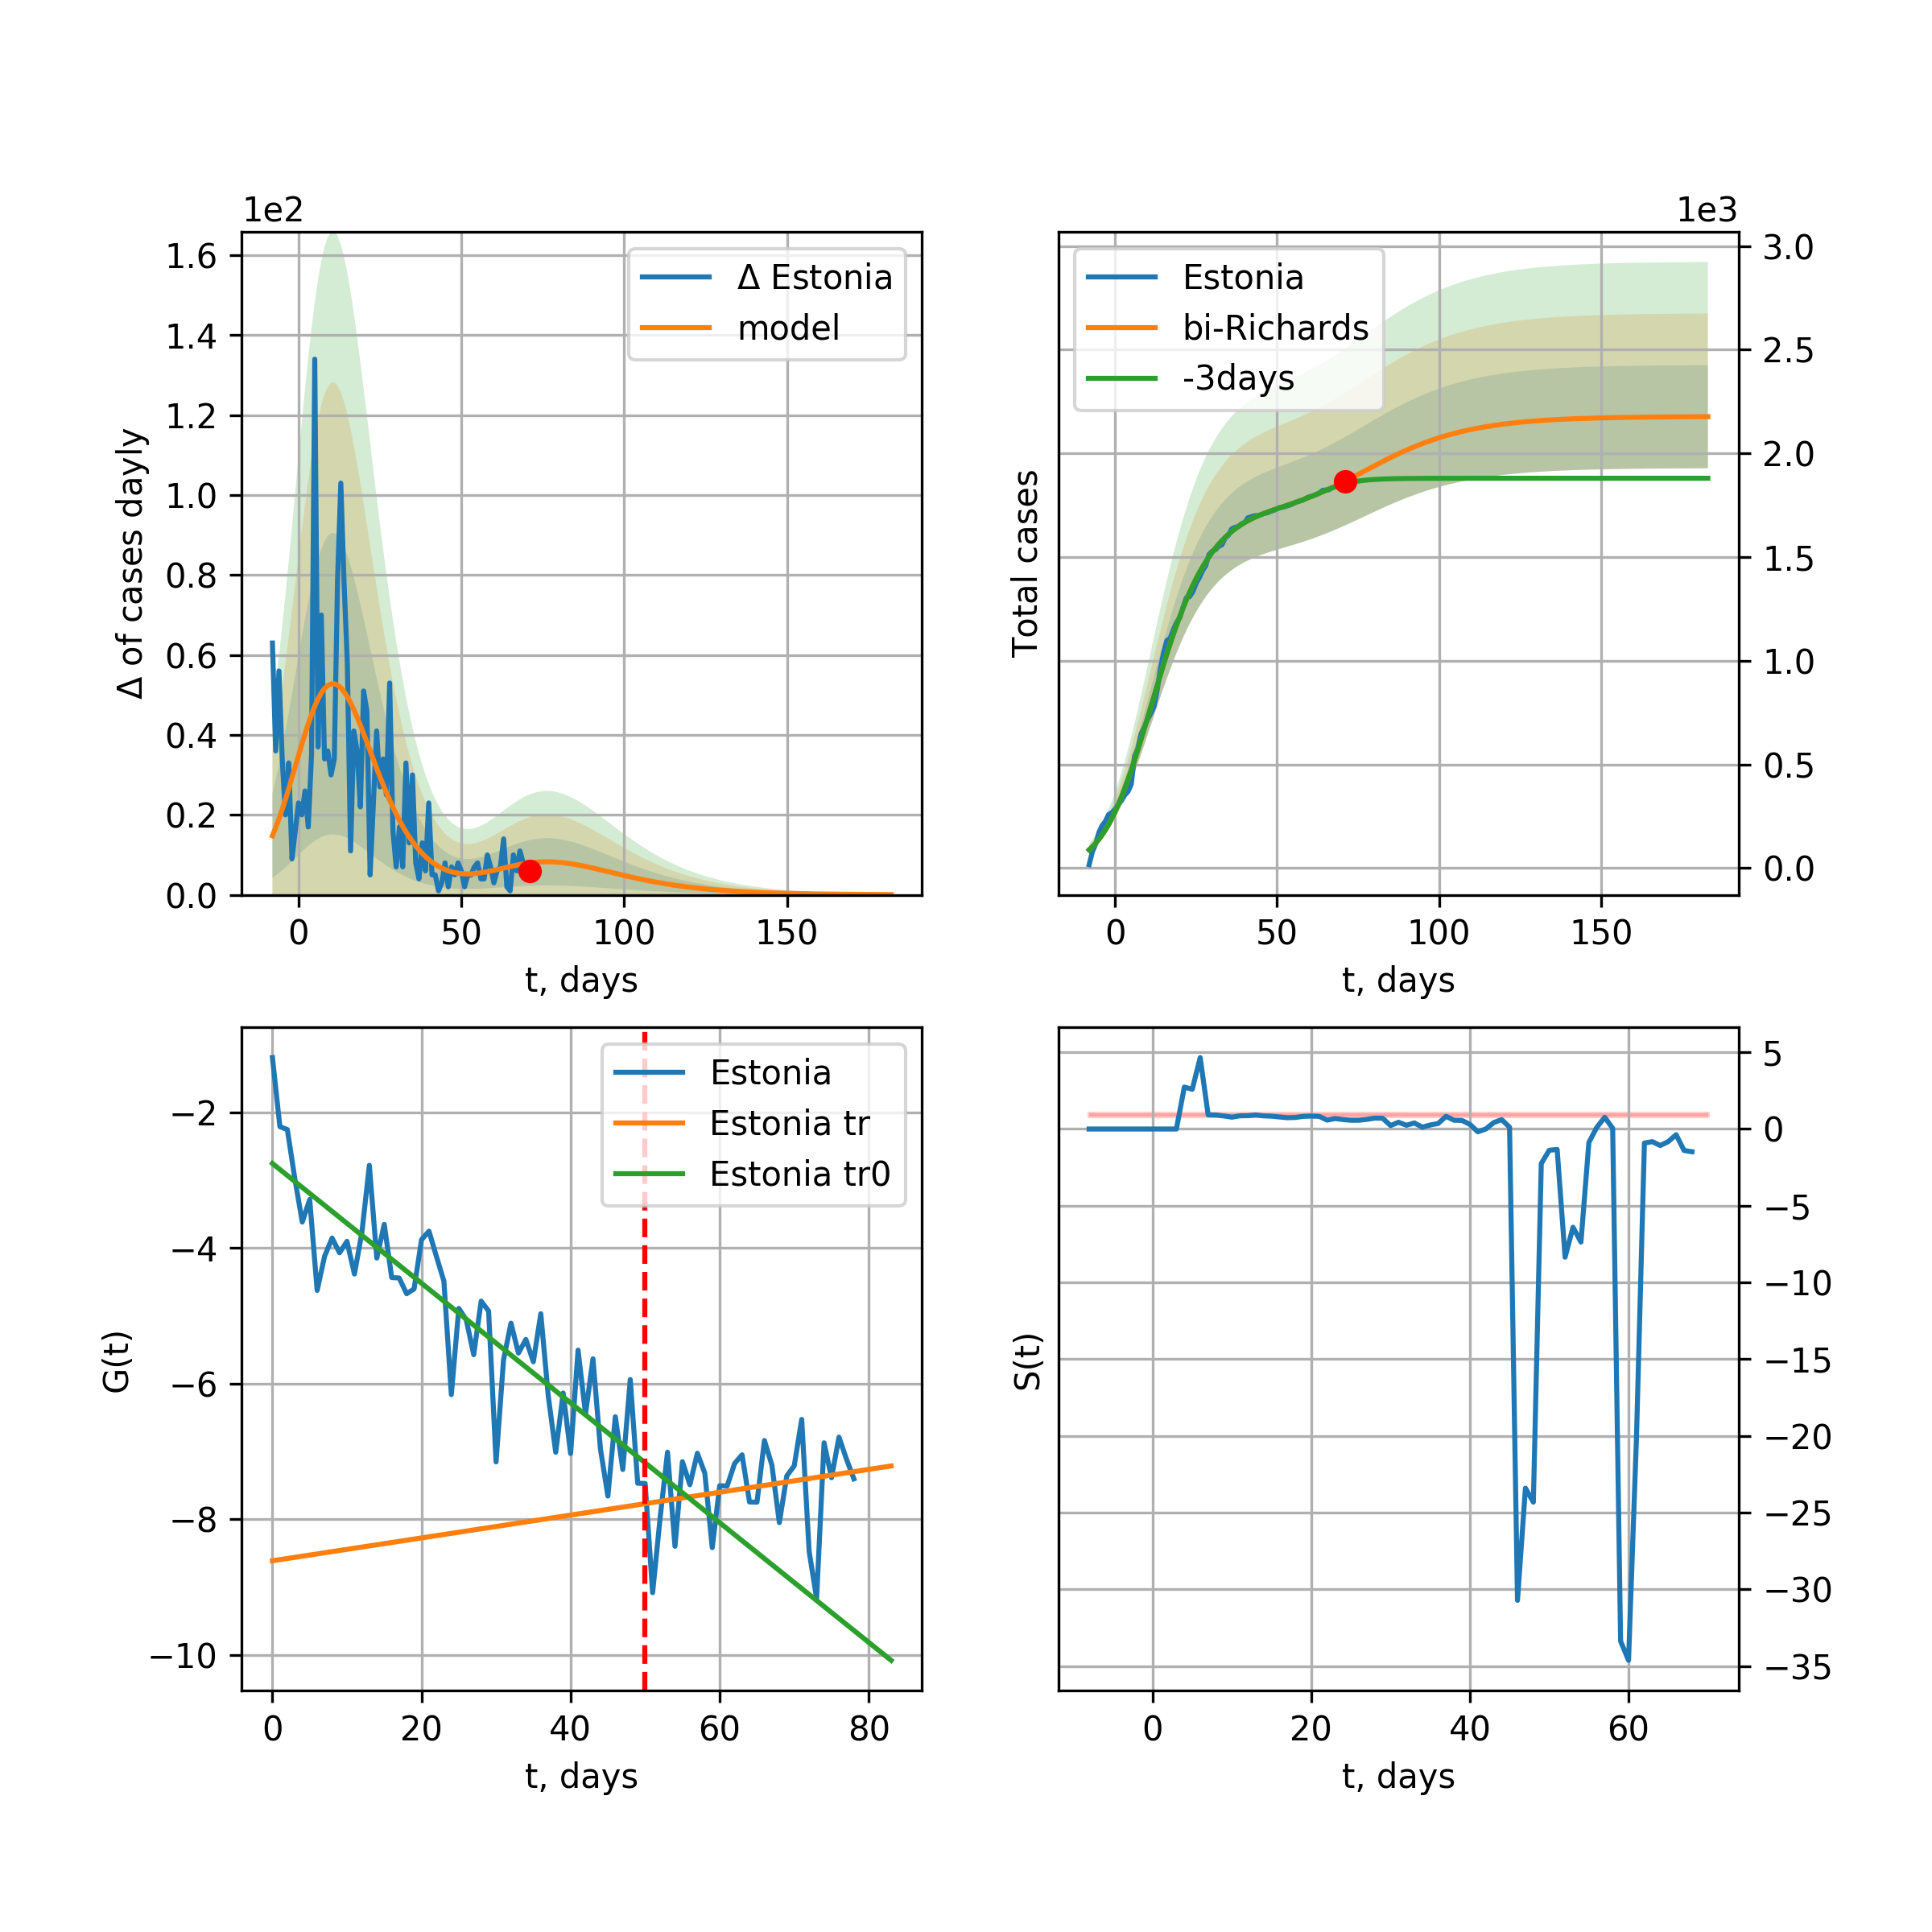 1e2
1.6
1.4
1.2
1.0
0.8
0.6
0.4
0.2
0.0
Δ of cases dayly
Δ Estonia
model
0 50 100 150
t, days
1e3
3.0
2.5
2.0
1.5
1.0
0.5
0.0
Total cases
Estonia
bi-Richards
-3days
0 50 100 150
t, days
−2
−4
−6
−8
−10
G(t)
Estonia
Estonia tr
Estonia tr0
0 20 40 60 80
t, days
5
0
−5
−10
−15
−20
−25
−30
−35
S(t)
0 20 40 60
t, days